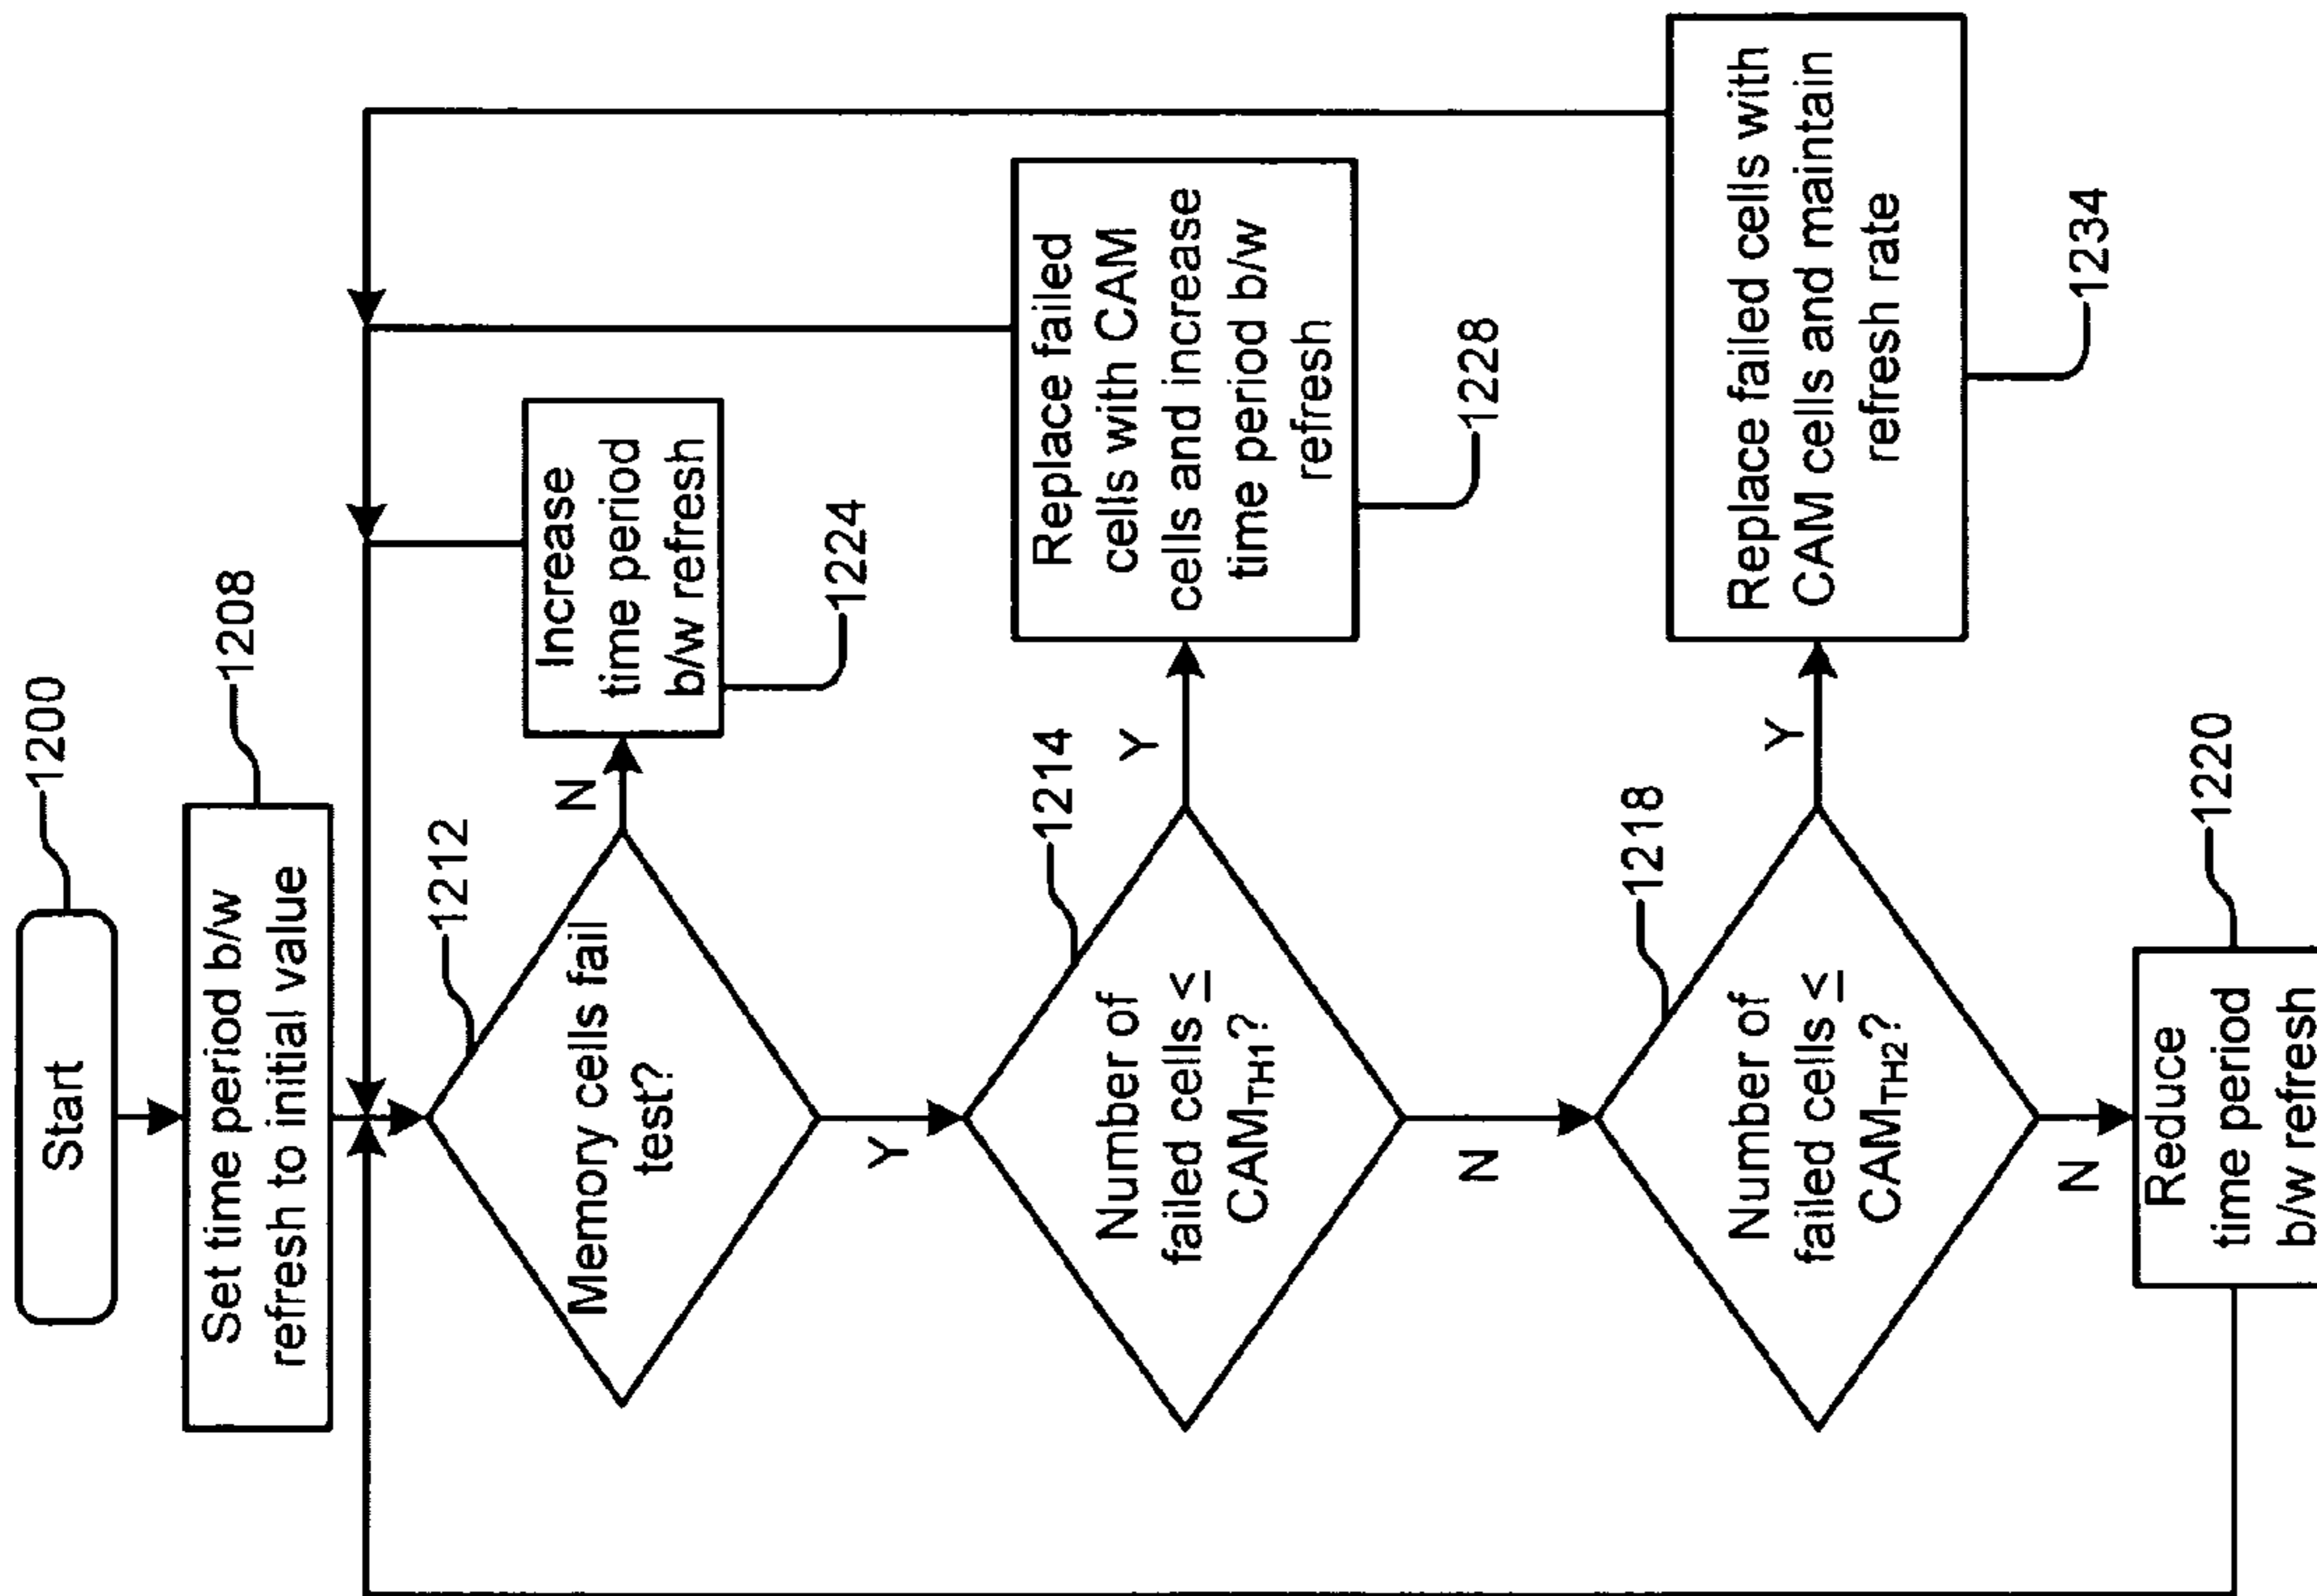 Start
1200
Set time period b/w
refresh to initial value
1208
Memory cells fail
test?
1212
N
Increase
time period
b/w refresh
1224
Y
Number of
failed cells ≤
CAMTH1?
1214
Y
Replace failed
cells with CAM
cells and increase
time period b/w
refresh
1228
N
Number of
failed cells ≤
CAMTH2?
1218
Y
Replace failed cells with
CAM cells and maintain
refresh rate
1234
N
Reduce
time period
b/w refresh
1220